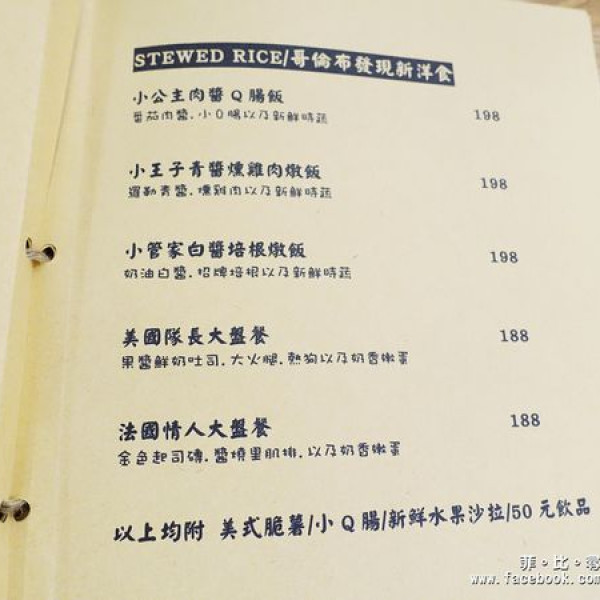 STEWED RICE/哥倫布發現新洋食
小公主肉醬Q腸飯 198
番茄肉醬.小Q腸以及新鮮時蔬
小王子青醬燻雞肉燉飯 198
羅勒青醬.燻雞肉以及新鮮時蔬
小管家白醬培根燉飯 198
奶油白醬.招牌培根以及新鮮時蔬
美國隊長大盤餐 188
果醬鮮奶吐司.大火腿.熱狗以及奶香嫩蛋
法國情人大盤餐 188
金色起司磚.醬燒里肌排.以及奶香嫩蛋
以上均附 美式脆薯/小Q腸/新鮮水果沙拉/50元飲品
菲。比。尋
www.facebook.com/